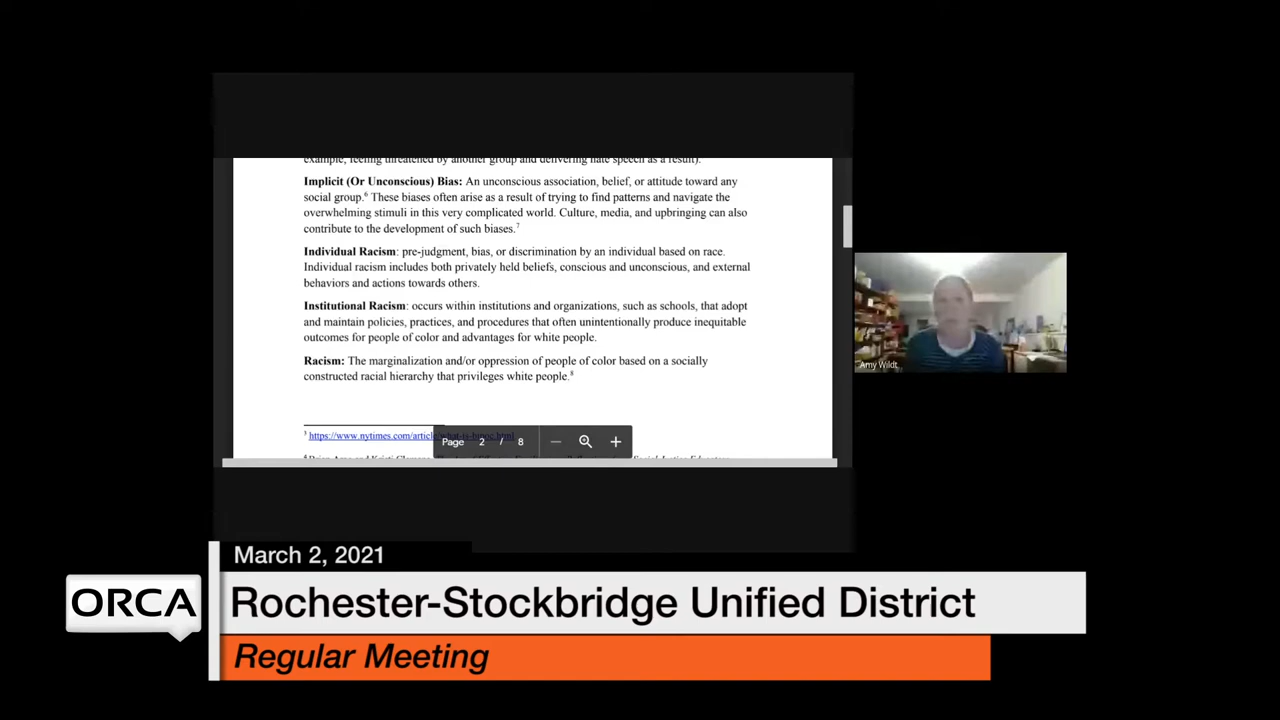 example, feeling threatened by another group and delivering hate speech as a result).
Implicit (Or Unconscious) Bias: An unconscious association, belief, or attitude toward any
social group.6 These biases often arise as a result of trying to find patterns and navigate the
overwhelming stimuli in this very complicated world. Culture, media, and upbringing can also
contribute to the development of such biases.7
Individual Racism: pre-judgment, bias, or discrimination by an individual based on race.
Individual racism includes both privately held beliefs, conscious and unconscious, and external
behaviors and actions towards others.
Institutional Racism: occurs within institutions and organizations, such as schools, that adopt
and maintain policies, practices, and procedures that often unintentionally produce inequitable
outcomes for people of color and advantages for white people.
Racism: The marginalization and/or oppression of people of color based on a socially
constructed racial hierarchy that privileges white people.8
https://www.nytimes.com/article/what-is-bipoc.html
Page 2 / 8
Amy Wildt
March 2, 2021
ORCA
Rochester-Stockbridge Unified District
Regular Meeting